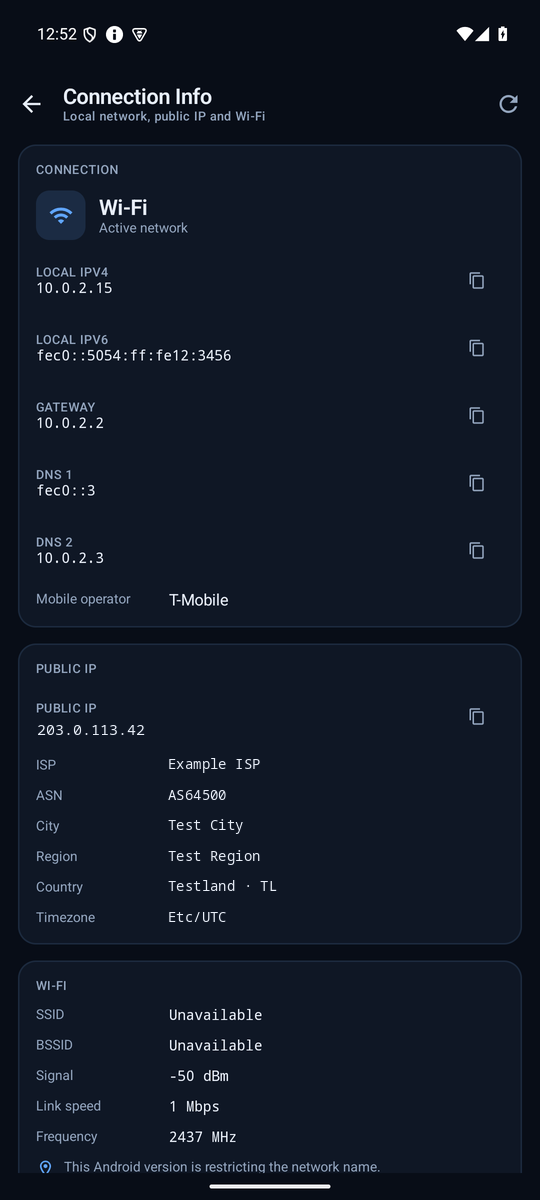 12:52
Connection Info
Local network, public IP and Wi-Fi
CONNECTION
Wi-Fi
Active network
LOCAL IPV4
10.0.2.15
LOCAL IPV6
fec0::5054:ff:fe12:3456
GATEWAY
10.0.2.2
DNS 1
fec0::3
DNS 2
10.0.2.3
Mobile operator T-Mobile
PUBLIC IP
PUBLIC IP
203.0.113.42
ISP Example ISP
ASN AS64500
City Test City
Region Test Region
Country Testland · TL
Timezone Etc/UTC
WI-FI
SSID Unavailable
BSSID Unavailable
Signal -50 dBm
Link speed 1 Mbps
Frequency 2437 MHz
This Android version is restricting the network name.